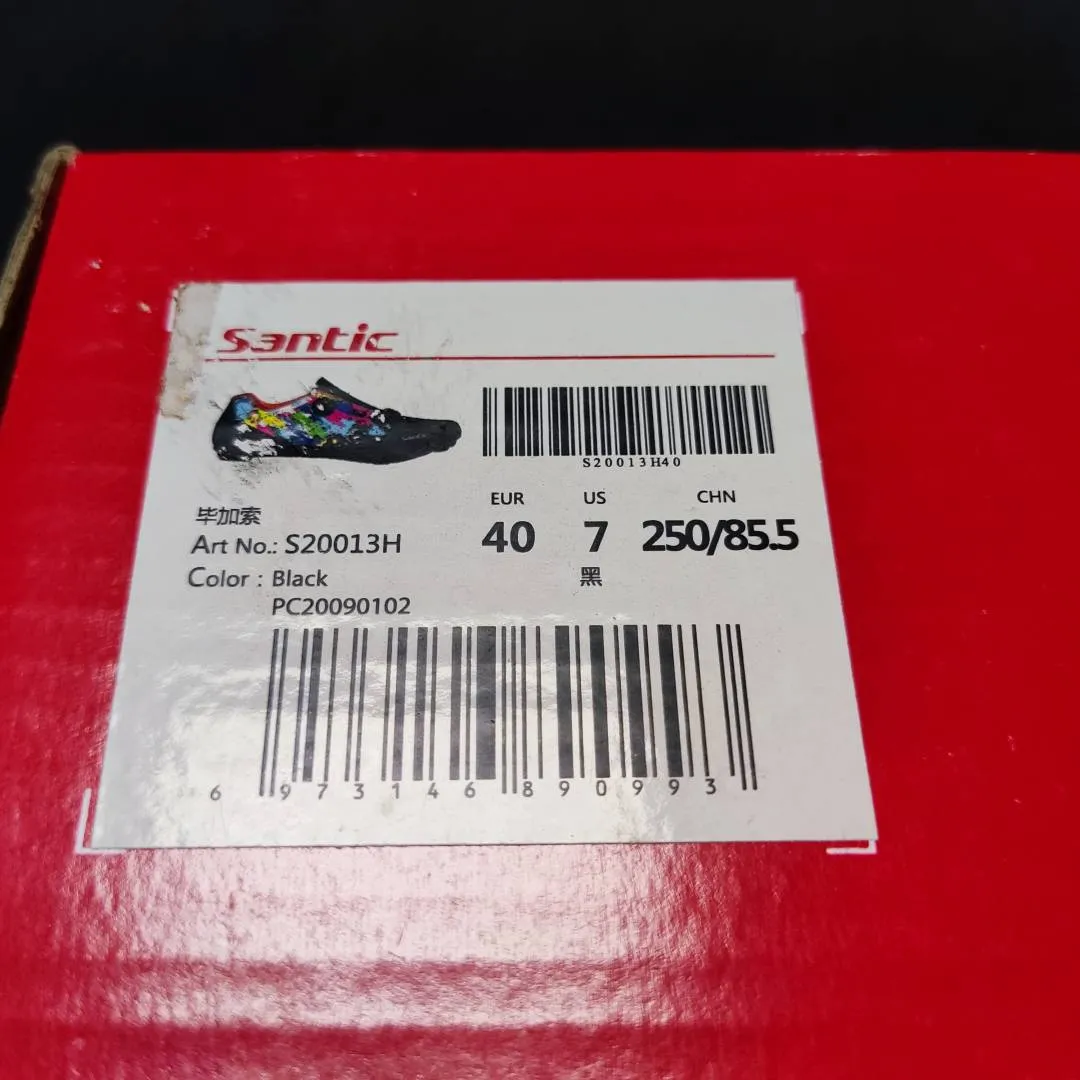 Santic
S20013H40
EUR US CHN
毕加索
Art No.: S20013H 40 7 250/85.5
Color : Black 黑
PC20090102
6 973146 890993